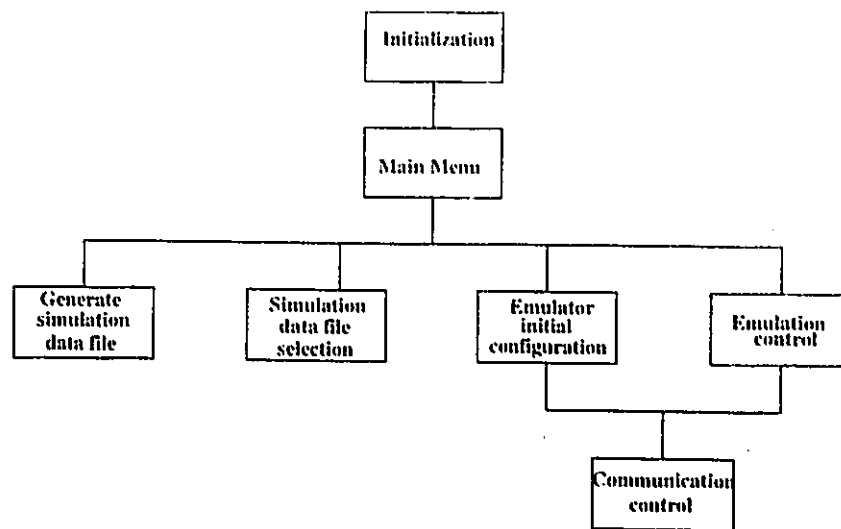 Initialization
Main Menu
Generate
simulation
data file
Simulation
data file
selection
Emulator
initial
configuration
Emulation
control
Communication
control